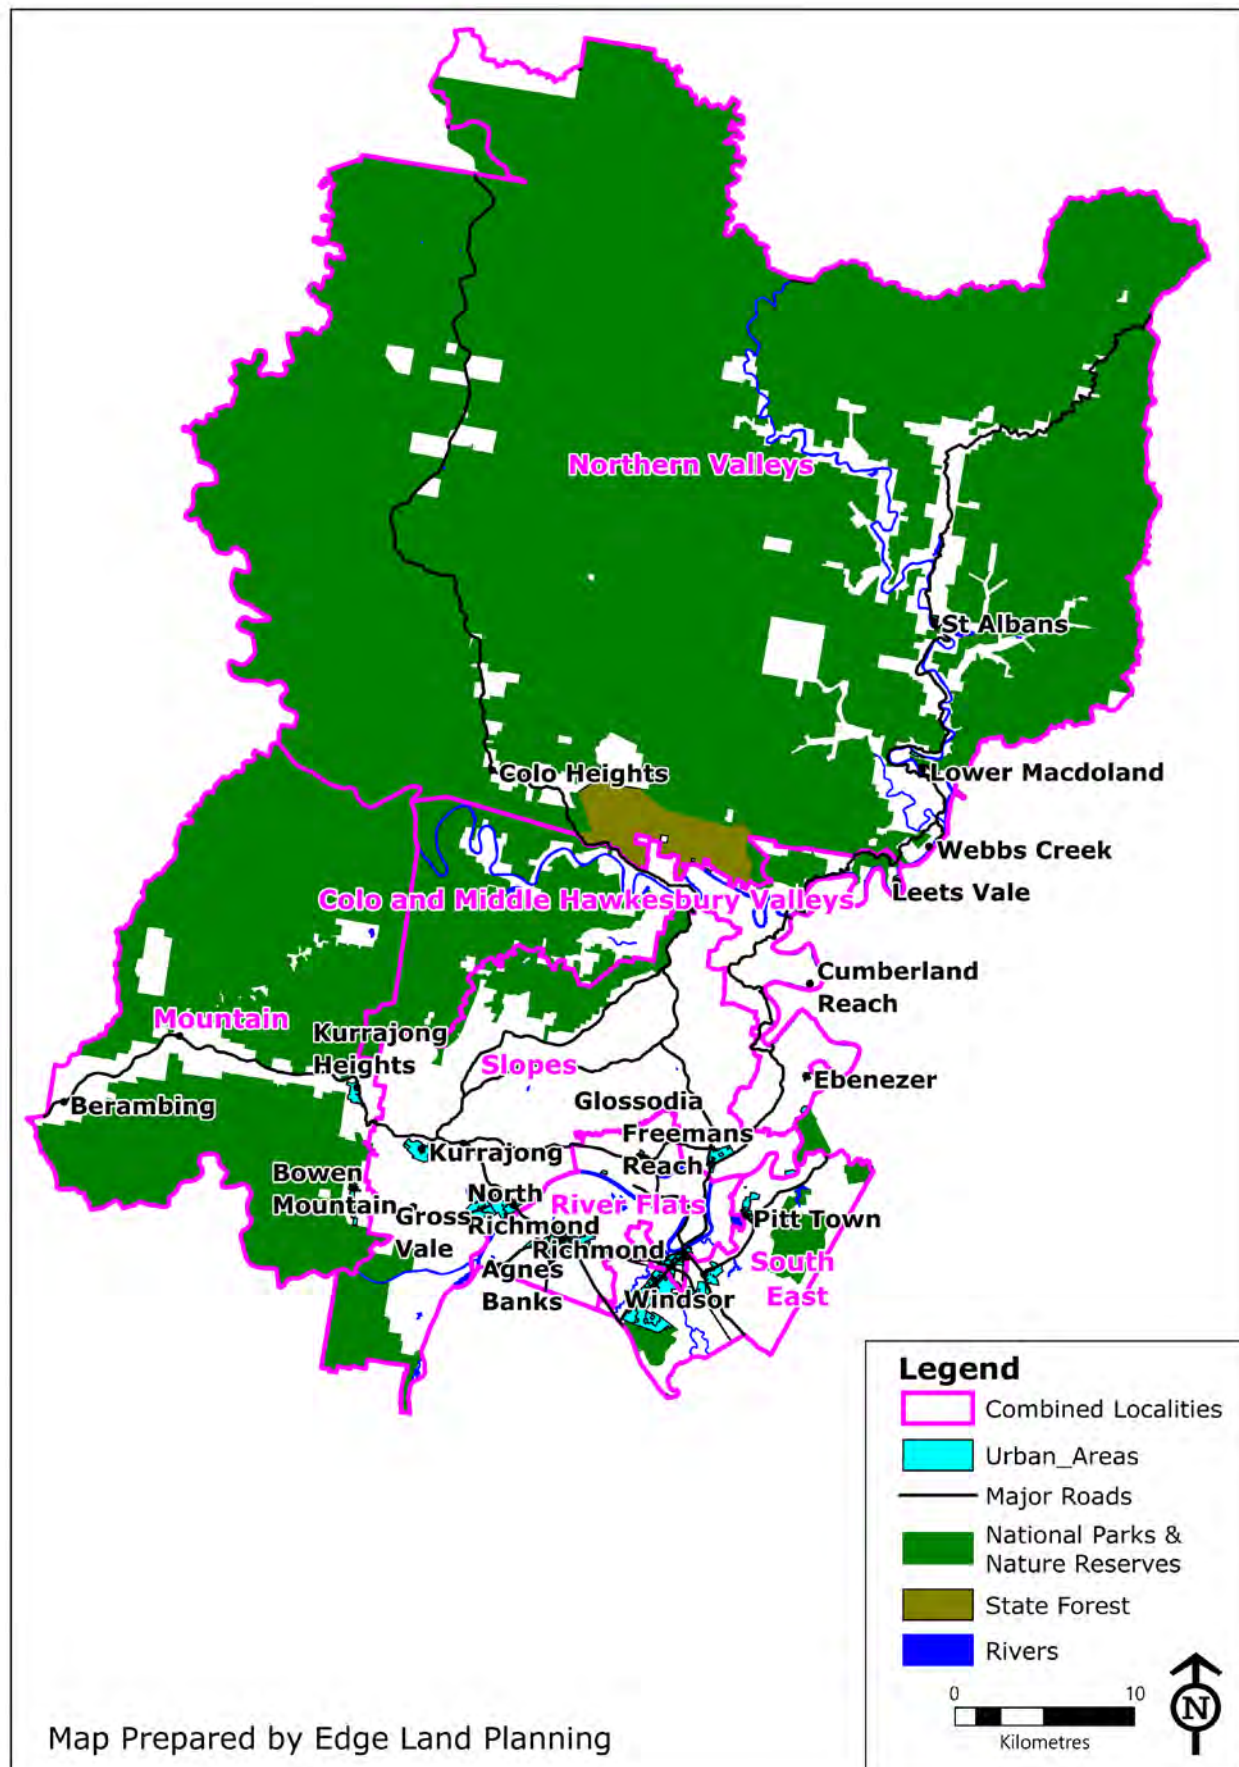 Northern Valleys
St Albans
Colo Heights
Lower Macdoland
Webbs Creek
Colo and Middle Hawkesbury Valleys
Leets Vale
Cumberland
Reach
Mountain
Kurrajong
Heights
Slopes
Ebenezer
Berambing
Glossodia
Freemans
Reach
Kurrajong
Bowen
Mountain
North
Richmond
River Flats
Gross
Vale
Pitt Town
Richmond
South
East
Agnes
Banks
Windsor
Legend
Combined Localities
Urban_Areas
Major Roads
National Parks &
Nature Reserves
State Forest
Rivers
0 10
Kilometres
N
Map Prepared by Edge Land Planning